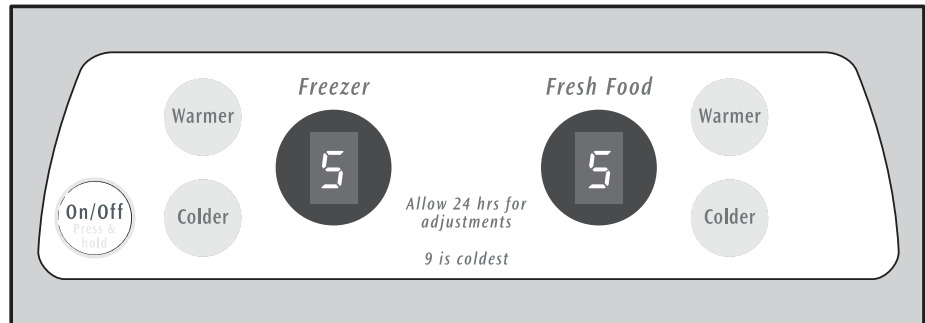 Freezer
Fresh Food
Warmer
5
5
Warmer
On/Off
Press &
hold
Colder
Allow 24 hrs for
adjustments
Colder
9 is coldest